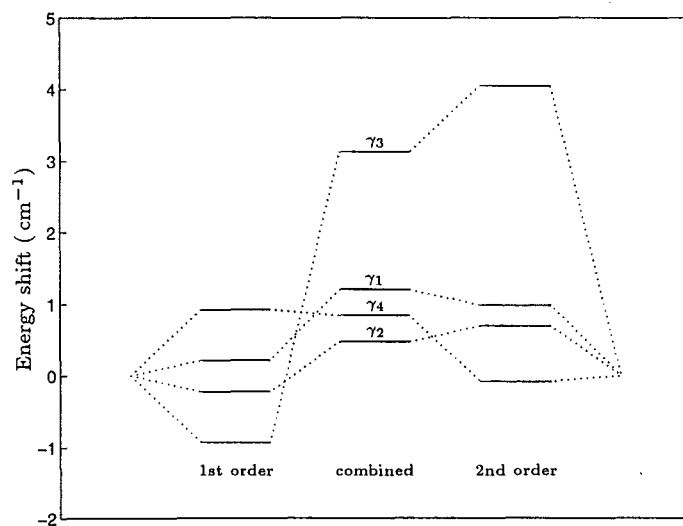 5
4
3
2
1
0
-1
-2
Energy shift (cm⁻¹)
γ3
γ1
γ4
γ2
1st order combined 2nd order